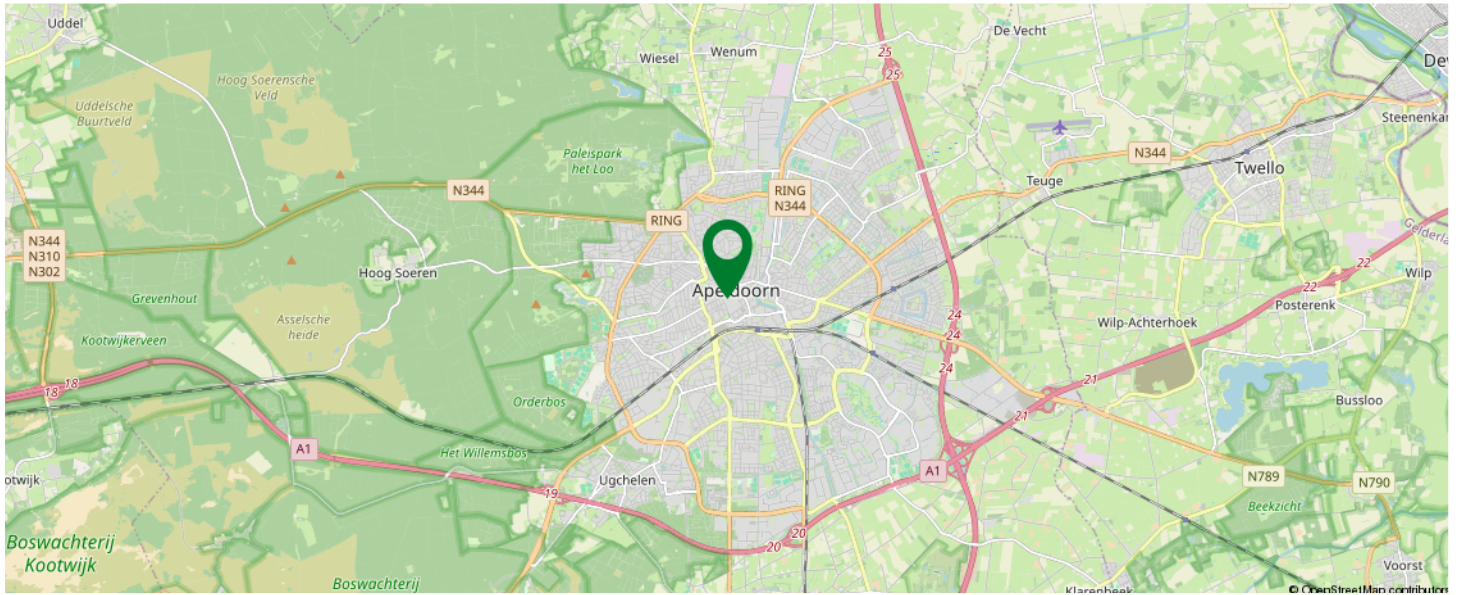 Uddel
De Vecht
Wenum
Wiesel
25
25
De
Hoog Soerensche
Veld
Uddelsche
Buurtveld
Steenenkar
Paleispark
het Loo
N344
Twello
Teuge
N344
RING
N344
RING
Gelderla
N344
N310
N302
Hoog Soeren
22
22
Wilp
Apeldoorn
Grevenhout
Posterenk
Asselsche
heide
24
24
24
Wilp-Achterhoek
Kootwijkerveen
18
18
21
21
Orderbos
Bussloo
A1
Het Willemsbos
A1
otwijk
Ugchelen
N789
N790
19
Beekzicht
20
20
Boswachterij
Kootwijk
Voorst
Boswachterij
Klarenbeek
© OpenStreetMap contributors